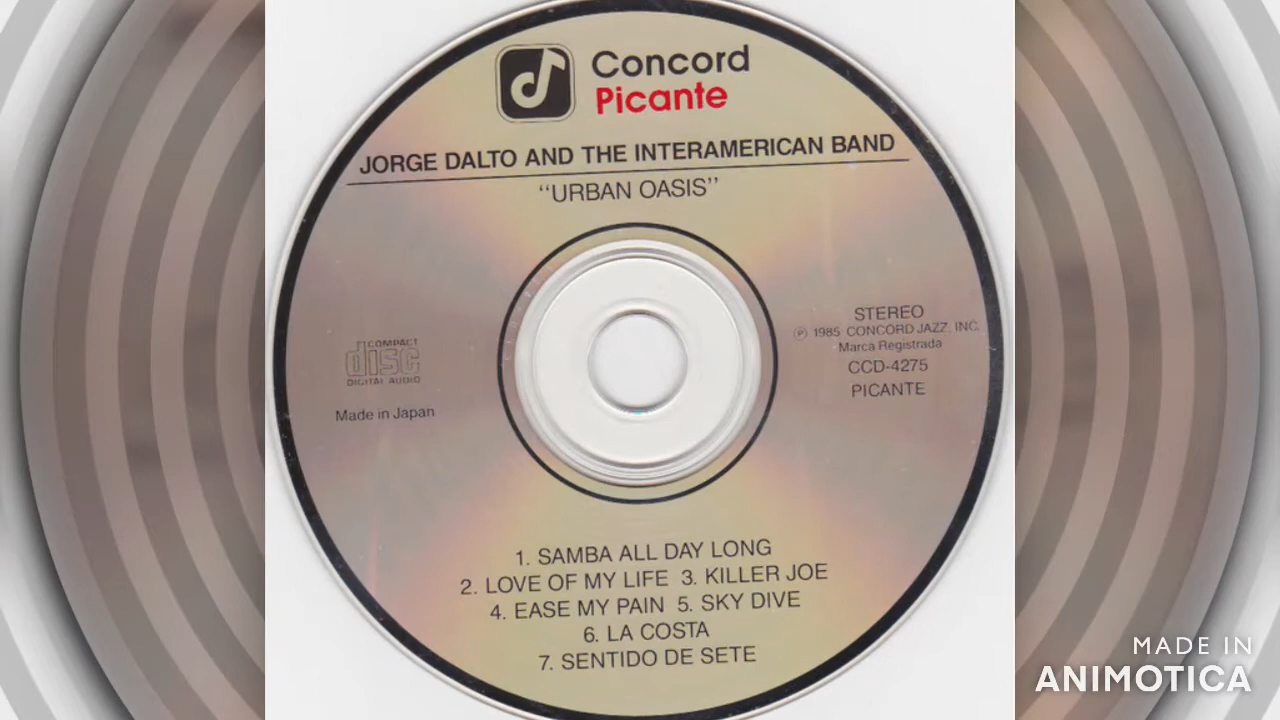 Concord
Picante
JORGE DALTO AND THE INTERAMERICAN BAND
"URBAN OASIS"
COMPACT
disc
DIGITAL AUDIO
Made in Japan
STEREO
Ⓟ 1985 CONCORD JAZZ. INC.
Marca Registrada
CCD-4275
PICANTE
1. SAMBA ALL DAY LONG
2. LOVE OF MY LIFE 3. KILLER JOE
4. EASE MY PAIN 5. SKY DIVE
6. LA COSTA
7. SENTIDO DE SETE
MADE IN
ANIMOTICA